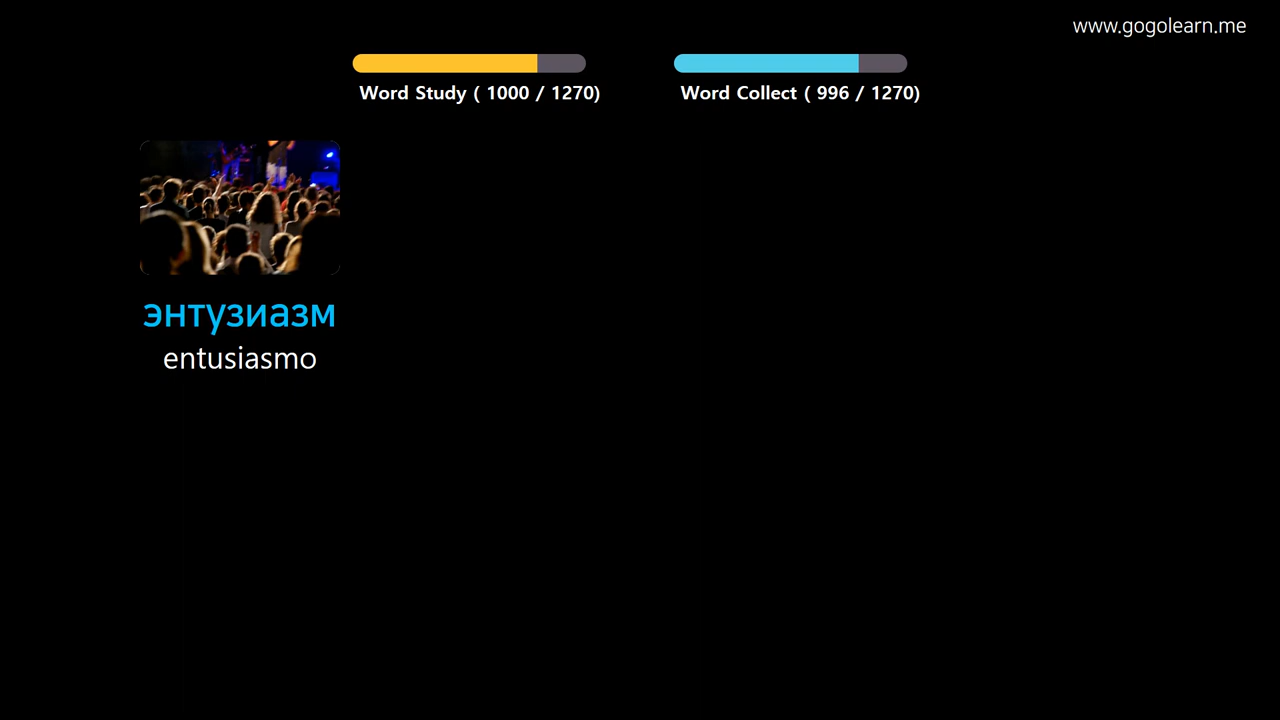 www.gogolearn.me
Word Study ( 1000 / 1270)
Word Collect ( 996 / 1270)
энтузиазм
entusiasmo